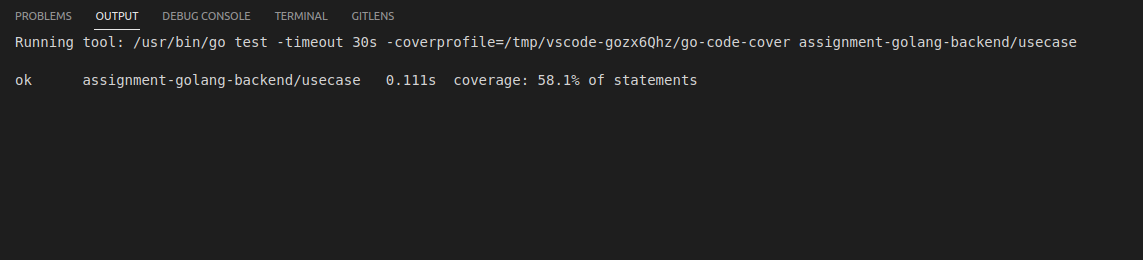 PROBLEMS OUTPUT DEBUG CONSOLE TERMINAL GITLENS
Running tool: /usr/bin/go test -timeout 30s -coverprofile=/tmp/vscode-gozx6Qhz/go-code-cover assignment-golang-backend/usecase
ok assignment-golang-backend/usecase 0.111s coverage: 58.1% of statements